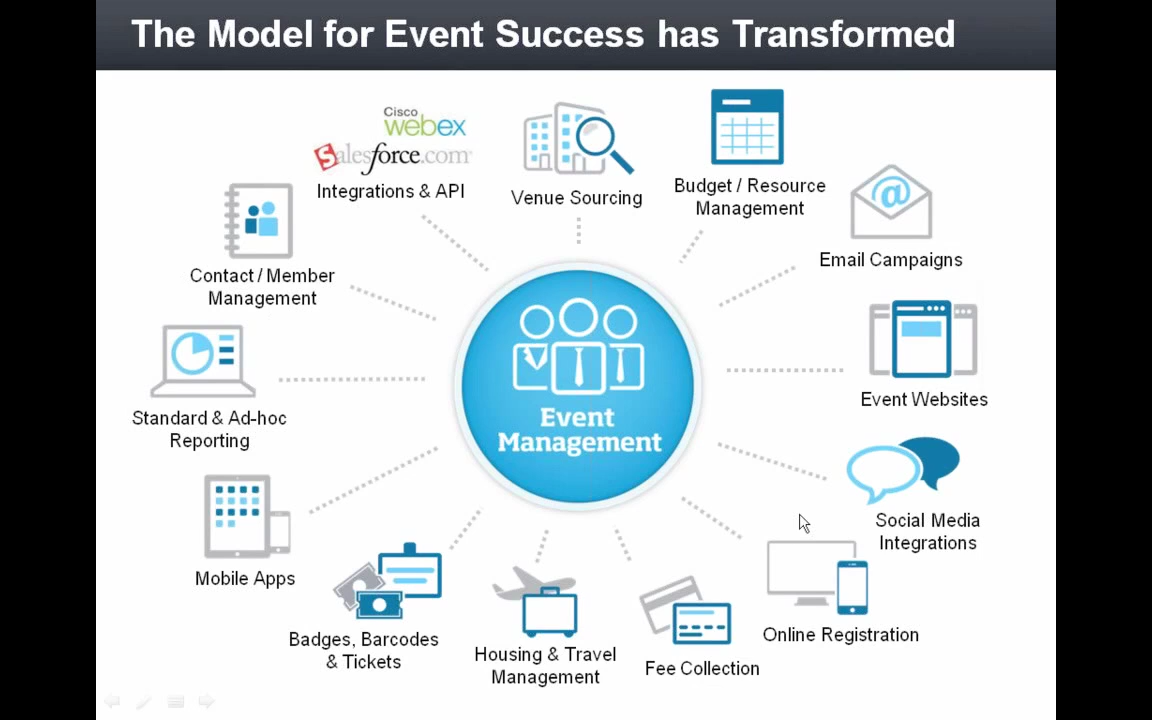 The Model for Event Success has Transformed
Cisco
webex
salesforce.com
Integrations & API
Venue Sourcing
Budget / Resource
Management
@
Email Campaigns
Contact / Member
Management
Event Websites
Event
Management
Standard & Ad-hoc
Reporting
Social Media
Integrations
Mobile Apps
Online Registration
Badges, Barcodes
& Tickets
Housing & Travel
Management
Fee Collection